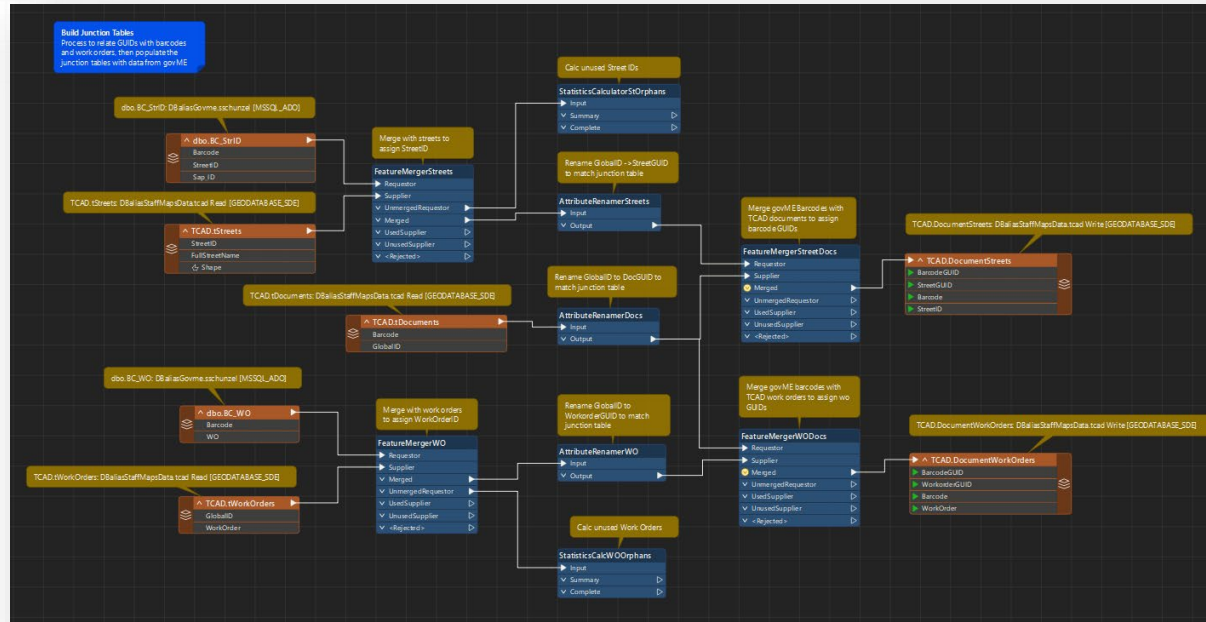 Build Junction Tables
Process to relate GUIDs with barcodes
and work orders, then populate the
junction tables with data from govME
Calc unused Street IDs
dbo.BC_StrID: DBaliasGovme.sschunzel [MSSQL_ADO]
StatisticsCalculatorStOrphans
Input
Summary
Complete
dbo.BC_StrID
Barcode
StreetID
Sap_ID
Merge with streets to
assign StreetID
FeatureMergerStreets
Requestor
Supplier
UnmergedRequestor
Merged
UsedSupplier
UnusedSupplier
<Rejected>
Rename GlobalID ->StreetGUID
to match junction table
AttributeRenamerStreets
Input
Output
TCAD.tStreets: DBaliasStaffMapsData.tcad Read [GEODATABASE_SDE]
TCAD.tStreets
StreetID
FullStreetName
Shape
Merge govME Barcodes with
TCAD documents to assign
barcode GUIDs
FeatureMergerStreetDocs
Requestor
Supplier
Merged
UnmergedRequestor
UsedSupplier
UnusedSupplier
<Rejected>
TCAD.DocumentStreets: DBaliasStaffMapsData.tcad Write [GEODATABASE_SDE]
TCAD.DocumentStreets
BarcodeGUID
StreetGUID
Barcode
StreetID
Rename GlobalID to DocGUID to
match junction table
AttributeRenamerDocs
Input
Output
TCAD.tDocuments: DBaliasStaffMapsData.tcad Read [GEODATABASE_SDE]
TCAD.tDocuments
Barcode
GlobalID
dbo.BC_WO: DBaliasGovme.sschunzel [MSSQL_ADO]
dbo.BC_WO
Barcode
WO
Merge with work orders
to assign WorkOrderID
FeatureMergerWO
Requestor
Supplier
Merged
UnmergedRequestor
UsedSupplier
UnusedSupplier
<Rejected>
Rename GlobalID to
WorkorderGUID to match
junction table
AttributeRenamerWO
Input
Output
Merge govME barcodes with
TCAD work orders to assign wo
GUIDs
FeatureMergerWODocs
Requestor
Supplier
Merged
UnmergedRequestor
UsedSupplier
UnusedSupplier
<Rejected>
TCAD.DocumentWorkOrders: DBaliasStaffMapsData.tcad Write [GEODATABASE_SDE]
TCAD.DocumentWorkOrders
BarcodeGUID
WorkorderGUID
Barcode
WorkOrder
TCAD.tWorkOrders: DBaliasStaffMapsData.tcad Read [GEODATABASE_SDE]
TCAD.tWorkOrders
GlobalID
WorkOrder
Calc unused Work Orders
StatisticsCalcWOOrphans
Input
Summary
Complete